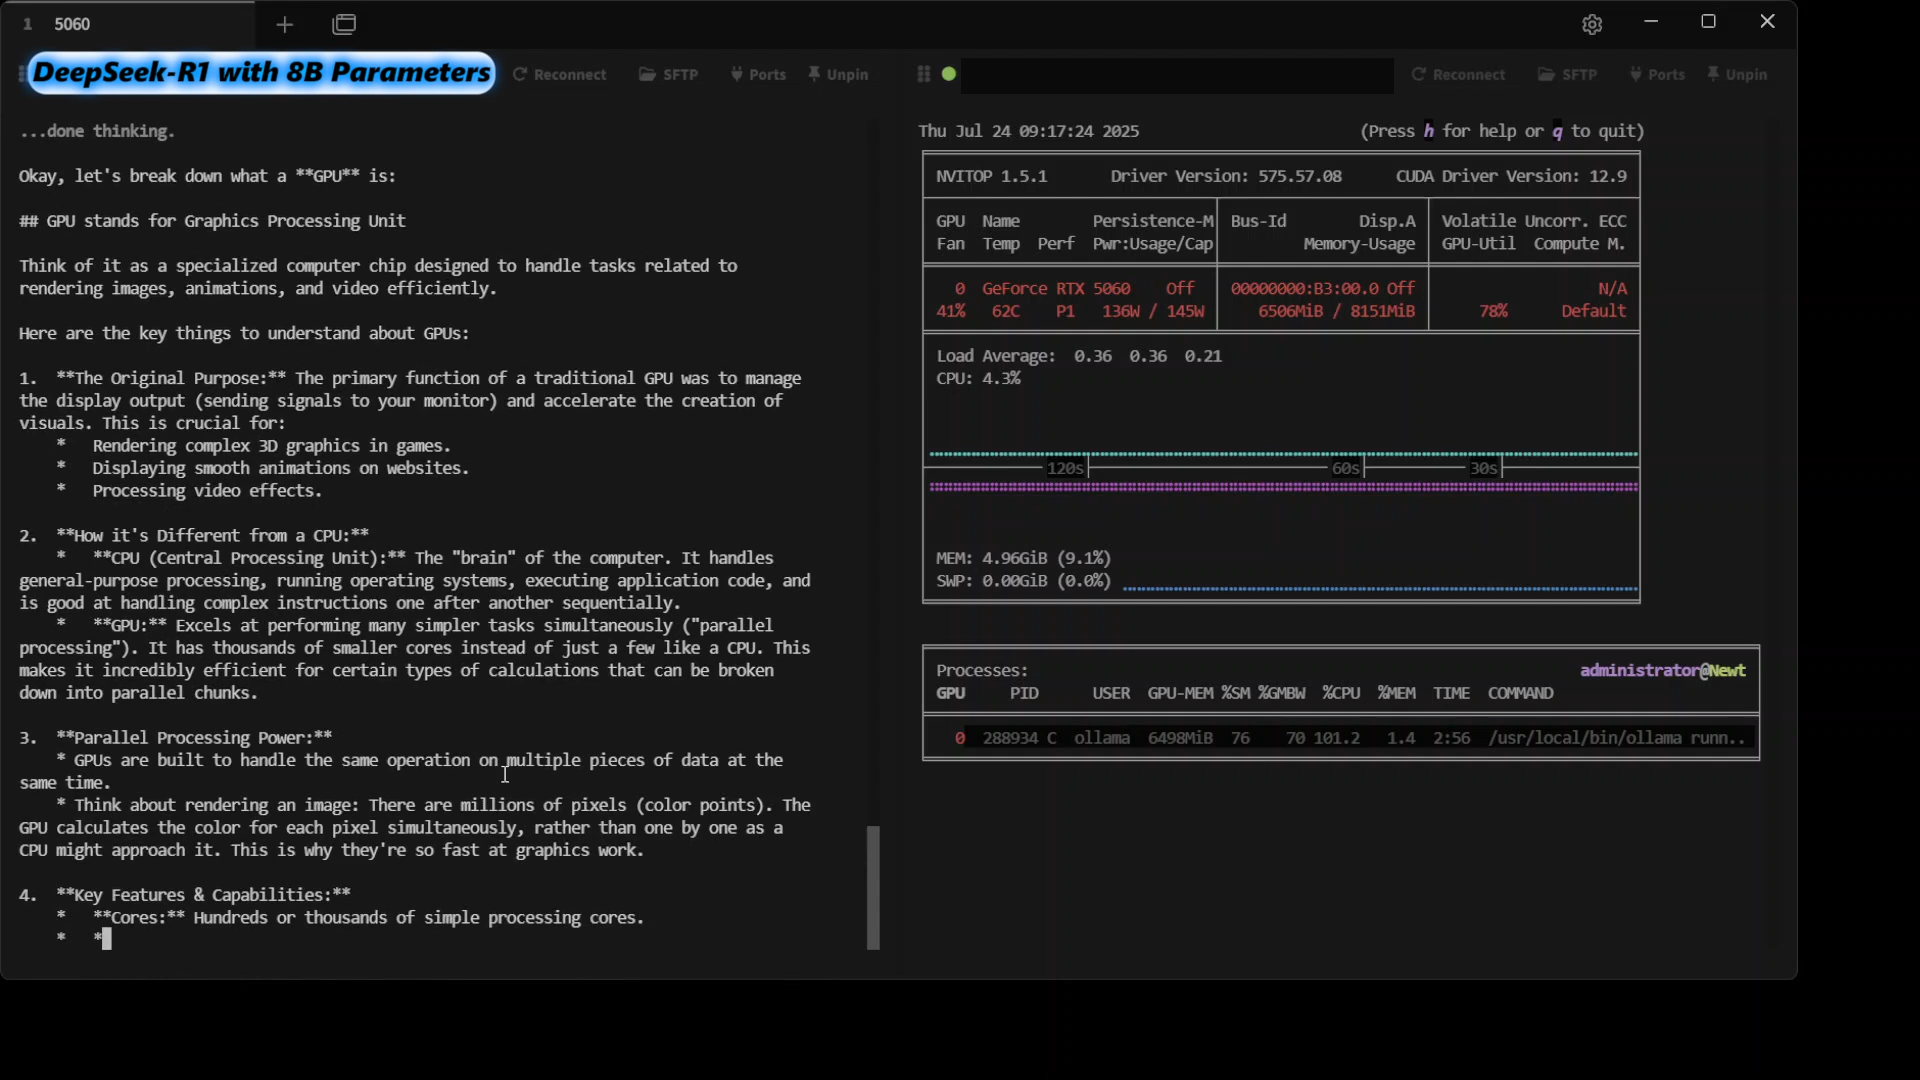 1 5060
DeepSeek-R1 with 8B Parameters
Reconnect SFTP Ports Unpin
...done thinking.
Okay, let's break down what a **GPU** is:
## GPU stands for Graphics Processing Unit
Think of it as a specialized computer chip designed to handle tasks related to
rendering images, animations, and video efficiently.
Here are the key things to understand about GPUs:
1. **The Original Purpose:** The primary function of a traditional GPU was to manage
the display output (sending signals to your monitor) and accelerate the creation of
visuals. This is crucial for:
* Rendering complex 3D graphics in games.
* Displaying smooth animations on websites.
* Processing video effects.
2. **How it's Different from a CPU:**
* **CPU (Central Processing Unit):** The "brain" of the computer. It handles
general-purpose processing, running operating systems, executing application code, and
is good at handling complex instructions one after another sequentially.
* **GPU:** Excels at performing many simpler tasks simultaneously ("parallel
processing"). It has thousands of smaller cores instead of just a few like a CPU. This
makes it incredibly efficient for certain types of calculations that can be broken
down into parallel chunks.
3. **Parallel Processing Power:**
* GPUs are built to handle the same operation on multiple pieces of data at the
same time.
* Think about rendering an image: There are millions of pixels (color points). The
GPU calculates the color for each pixel simultaneously, rather than one by one as a
CPU might approach it. This is why they're so fast at graphics work.
4. **Key Features & Capabilities:**
* **Cores:** Hundreds or thousands of simple processing cores.
* *
Reconnect SFTP Ports Unpin
Thu Jul 24 09:17:24 2025 (Press h for help or q to quit)
NVITOP 1.5.1 Driver Version: 575.57.08 CUDA Driver Version: 12.9
GPU Name Persistence-M Bus-Id Disp.A Volatile Uncorr. ECC
Fan Temp Perf Pwr:Usage/Cap Memory-Usage GPU-Util Compute M.
0 GeForce RTX 5060 Off 00000000:B3:00.0 Off N/A
41% 62C P1 136W / 145W 6506MiB / 8151MiB 78% Default
Load Average: 0.36 0.36 0.21
CPU: 4.3%
120s 60s 30s
MEM: 4.96GiB (9.1%)
SWP: 0.00GiB (0.0%)
Processes: administrator@Newt
GPU PID USER GPU-MEM %SM %GMBW %CPU %MEM TIME COMMAND
0 288934 C ollama 6498MiB 76 70 101.2 1.4 2:56 /usr/local/bin/ollama runn..